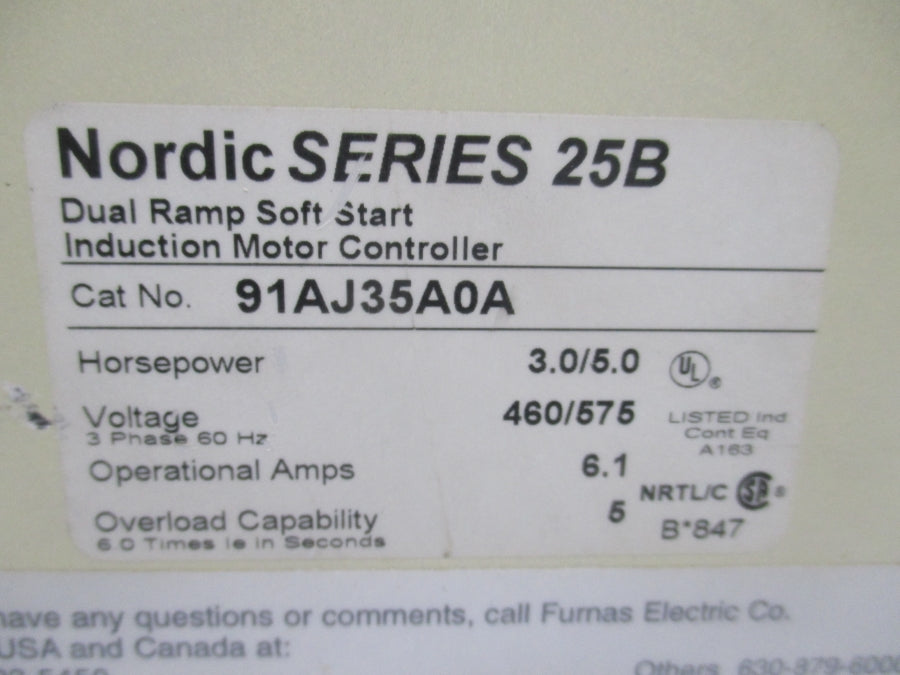 Nordic SERIES 25B
Dual Ramp Soft Start
Induction Motor Controller
Cat No. 91AJ35A0A
Horsepower 3.0/5.0
UL ®
Voltage 460/575
3 Phase 60 Hz
LISTED Ind
Cont Eq
A163
Operational Amps 6.1
NRTL/C SA ®
Overload Capability 5
6.0 Times Ie in Seconds
B*847
have any questions or comments, call Furnas Electric Co.
USA and Canada at:
Others 630-879-6000